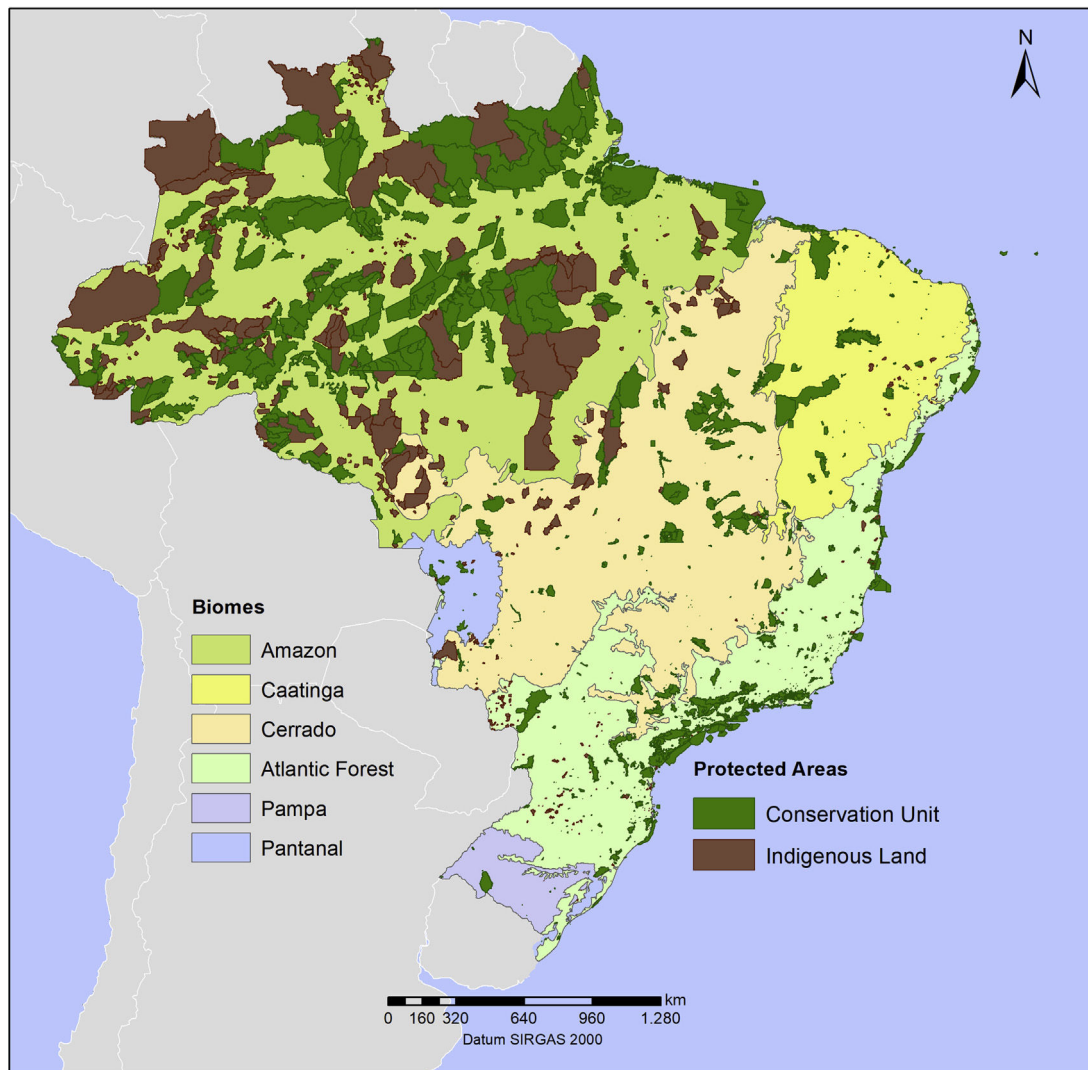 N
Biomes
Amazon
Caatinga
Cerrado
Atlantic Forest
Pampa
Pantanal
Protected Areas
Conservation Unit
Indigenous Land
km
0 160 320 640 960 1.280
Datum SIRGAS 2000